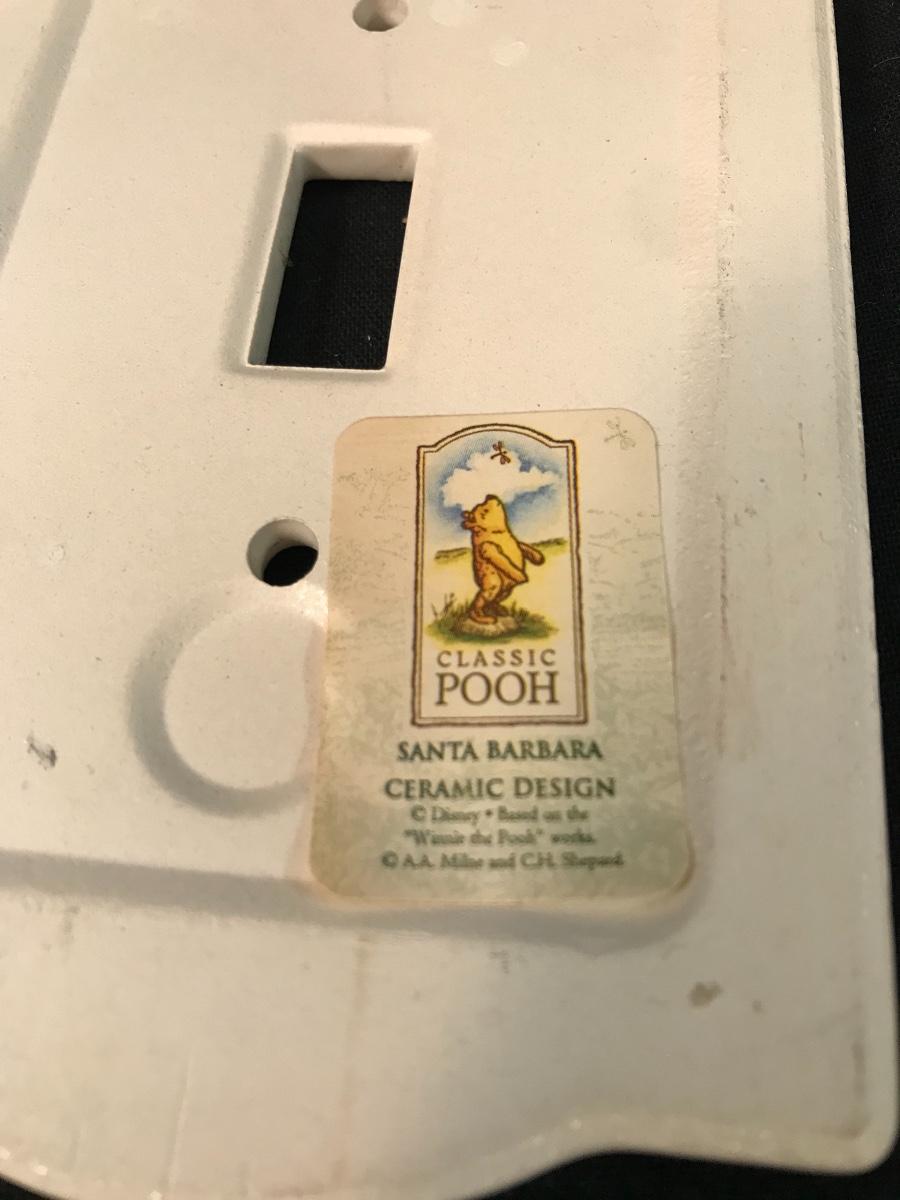 CLASSIC
POOH
SANTA BARBARA
CERAMIC DESIGN
© Disney • Based on the
"Winnie the Pooh" works.
© A.A. Milne and C.H. Shepard